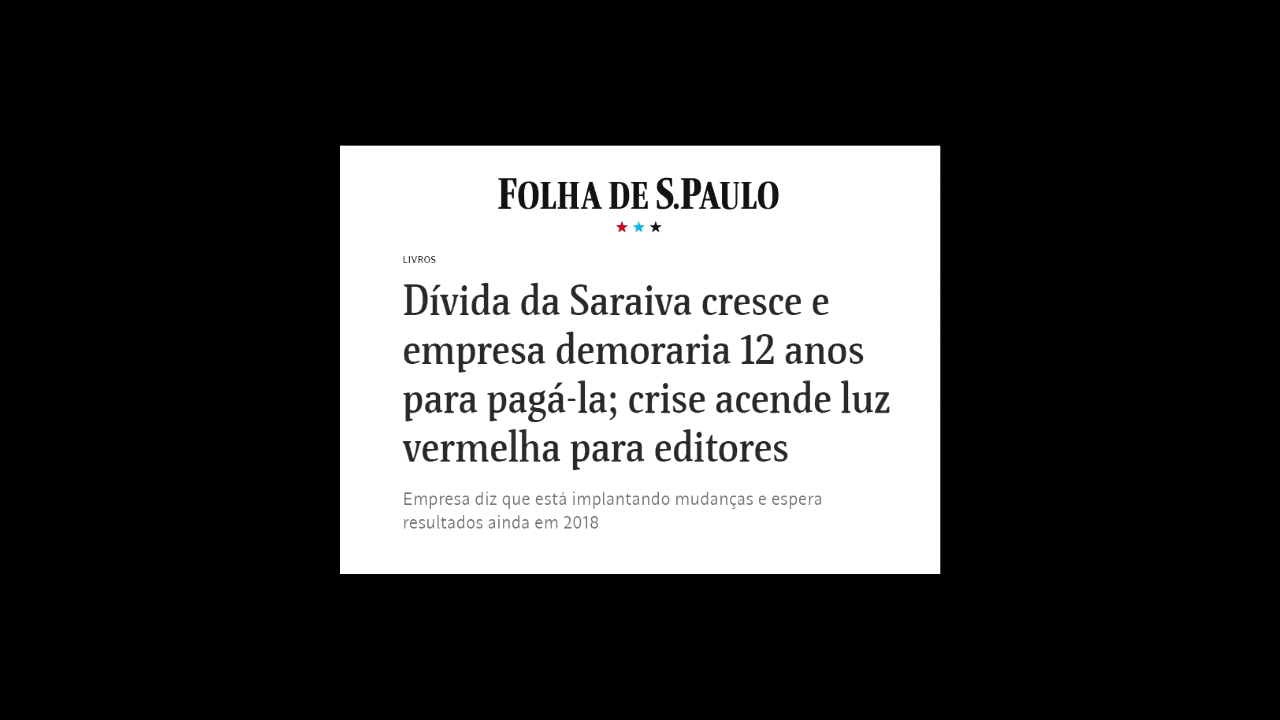 FOLHA DE S.PAULO
LIVROS
Dívida da Saraiva cresce e
empresa demoraria 12 anos
para pagá-la; crise acende luz
vermelha para editores
Empresa diz que está implantando mudanças e espera
resultados ainda em 2018